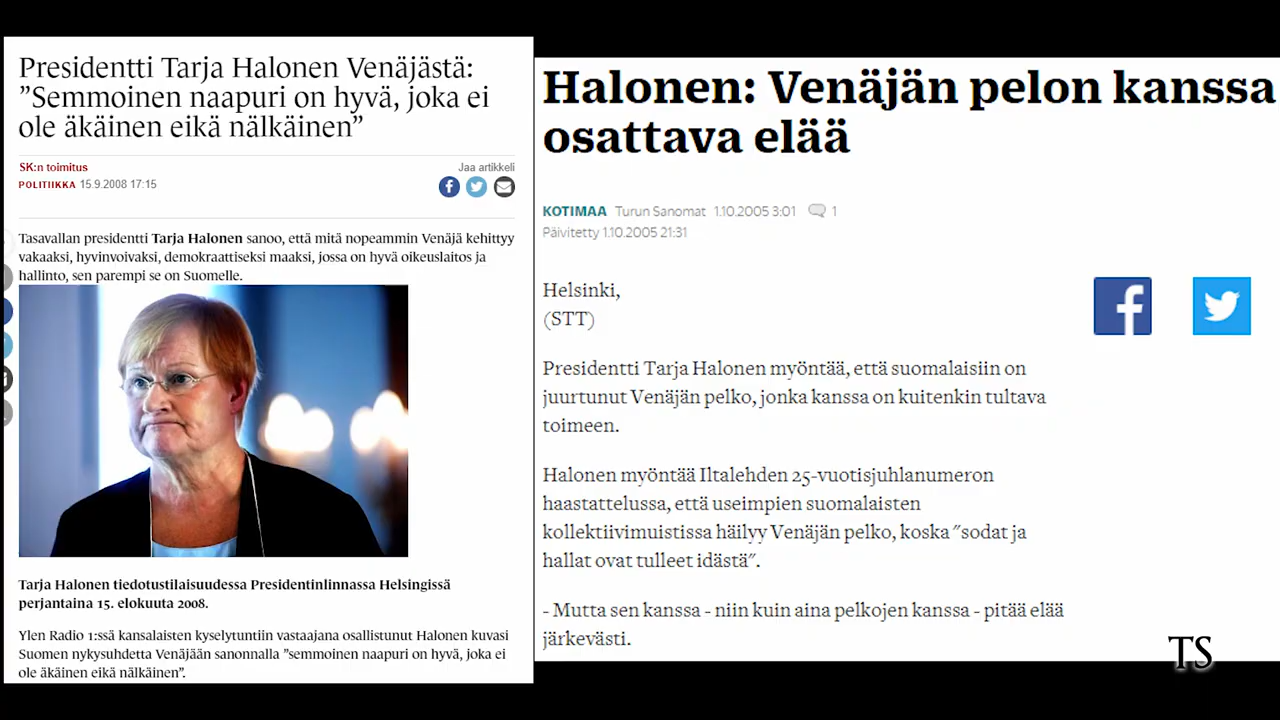 Presidentti Tarja Halonen Venäjästä:
”Semmoinen naapuri on hyvä, joka ei
ole äkäinen eikä nälkäinen”
SK:n toimitus
Jaa artikkeli
POLITIIKKA 15.9.2008 17:15
Tasavallan presidentti Tarja Halonen sanoo, että mitä nopeammin Venäjä kehittyy
vakaaksi, hyvinvoivaksi, demokraattiseksi maaksi, jossa on hyvä oikeuslaitos ja
hallinto, sen parempi se on Suomelle.
Tarja Halonen tiedotustilaisuudessa Presidentinlinnassa Helsingissä
perjantaina 15. elokuuta 2008.
Ylen Radio 1:ssä kansalaisten kyselytuntiin vastaajana osallistunut Halonen kuvasi
Suomen nykysuhdetta Venäjään sanonnalla ”semmoinen naapuri on hyvä, joka ei
ole äkäinen eikä nälkäinen”.
Halonen: Venäjän pelon kanssa
osattava elää
KOTIMAA Turun Sanomat 1.10.2005 3:01 1
Päivitetty 1.10.2005 21:31
Helsinki,
(STT)
Presidentti Tarja Halonen myöntää, että suomalaisiin on
juurtunut Venäjän pelko, jonka kanssa on kuitenkin tultava
toimeen.
Halonen myöntää Iltalehden 25-vuotisjuhlanumeron
haastattelussa, että useimpien suomalaisten
kollektiivimuistissa häilyy Venäjän pelko, koska "sodat ja
hallat ovat tulleet idästä".
- Mutta sen kanssa - niin kuin aina pelkojen kanssa - pitää elää
järkevästi.
TS